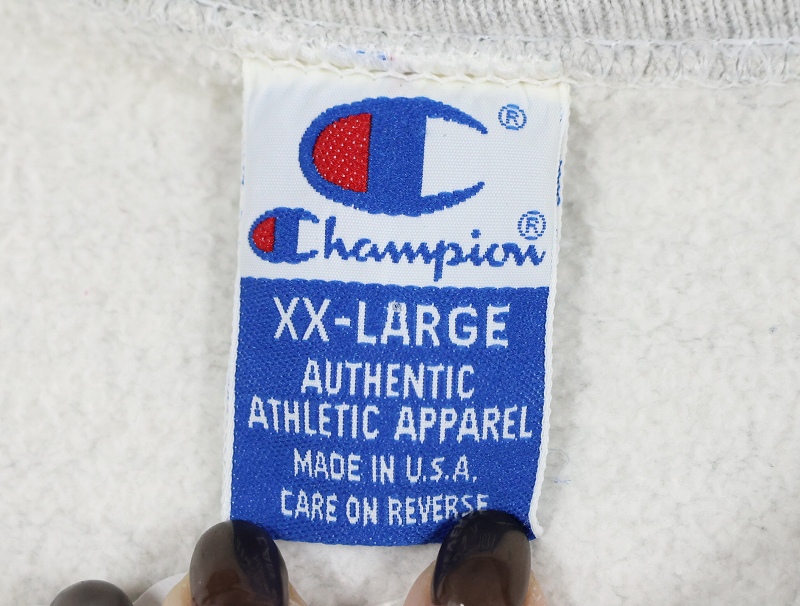 ®
Champion®
XX-LARGE
AUTHENTIC
ATHLETIC APPAREL
MADE IN U.S.A.
CARE ON REVERSE